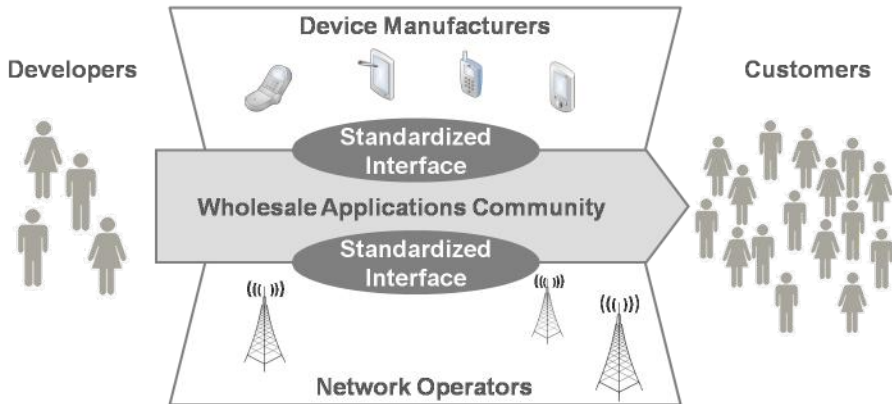 Device Manufacturers
Developers
Customers
Standardized
Interface
Wholesale Applications Community
Standardized
Interface
Network Operators